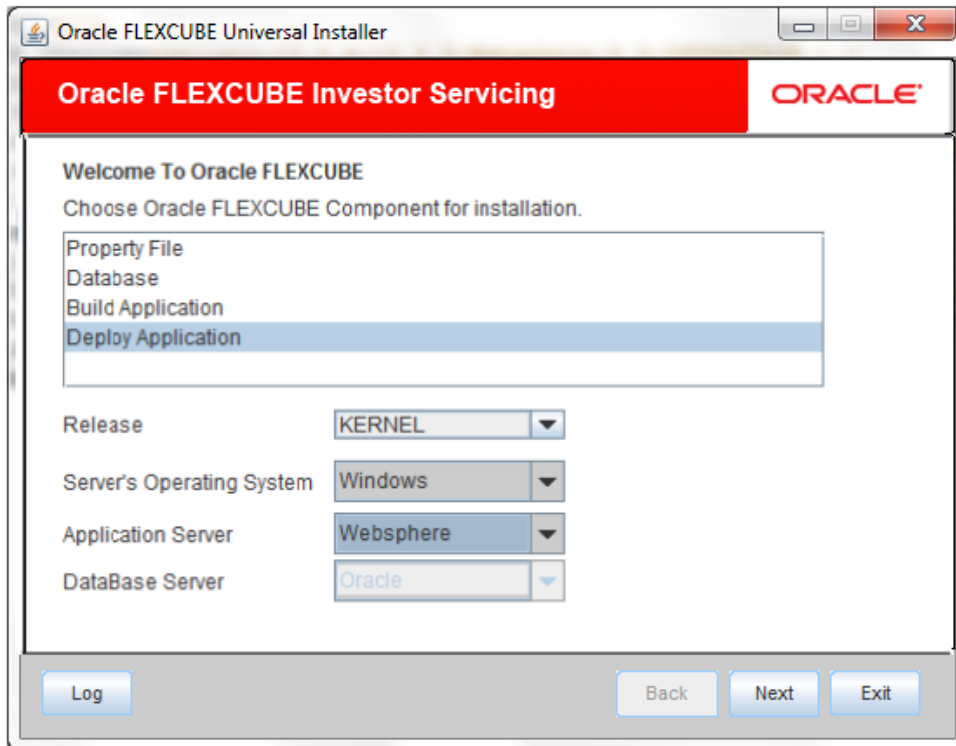 Oracle FLEXCUBE Universal Installer
Oracle FLEXCUBE Investor Servicing
ORACLE
Welcome To Oracle FLEXCUBE
Choose Oracle FLEXCUBE Component for installation.
Property File
Database
Build Application
Deploy Application
Release KERNEL
Server's Operating System Windows
Application Server Websphere
DataBase Server Oracle
Log Back Next Exit